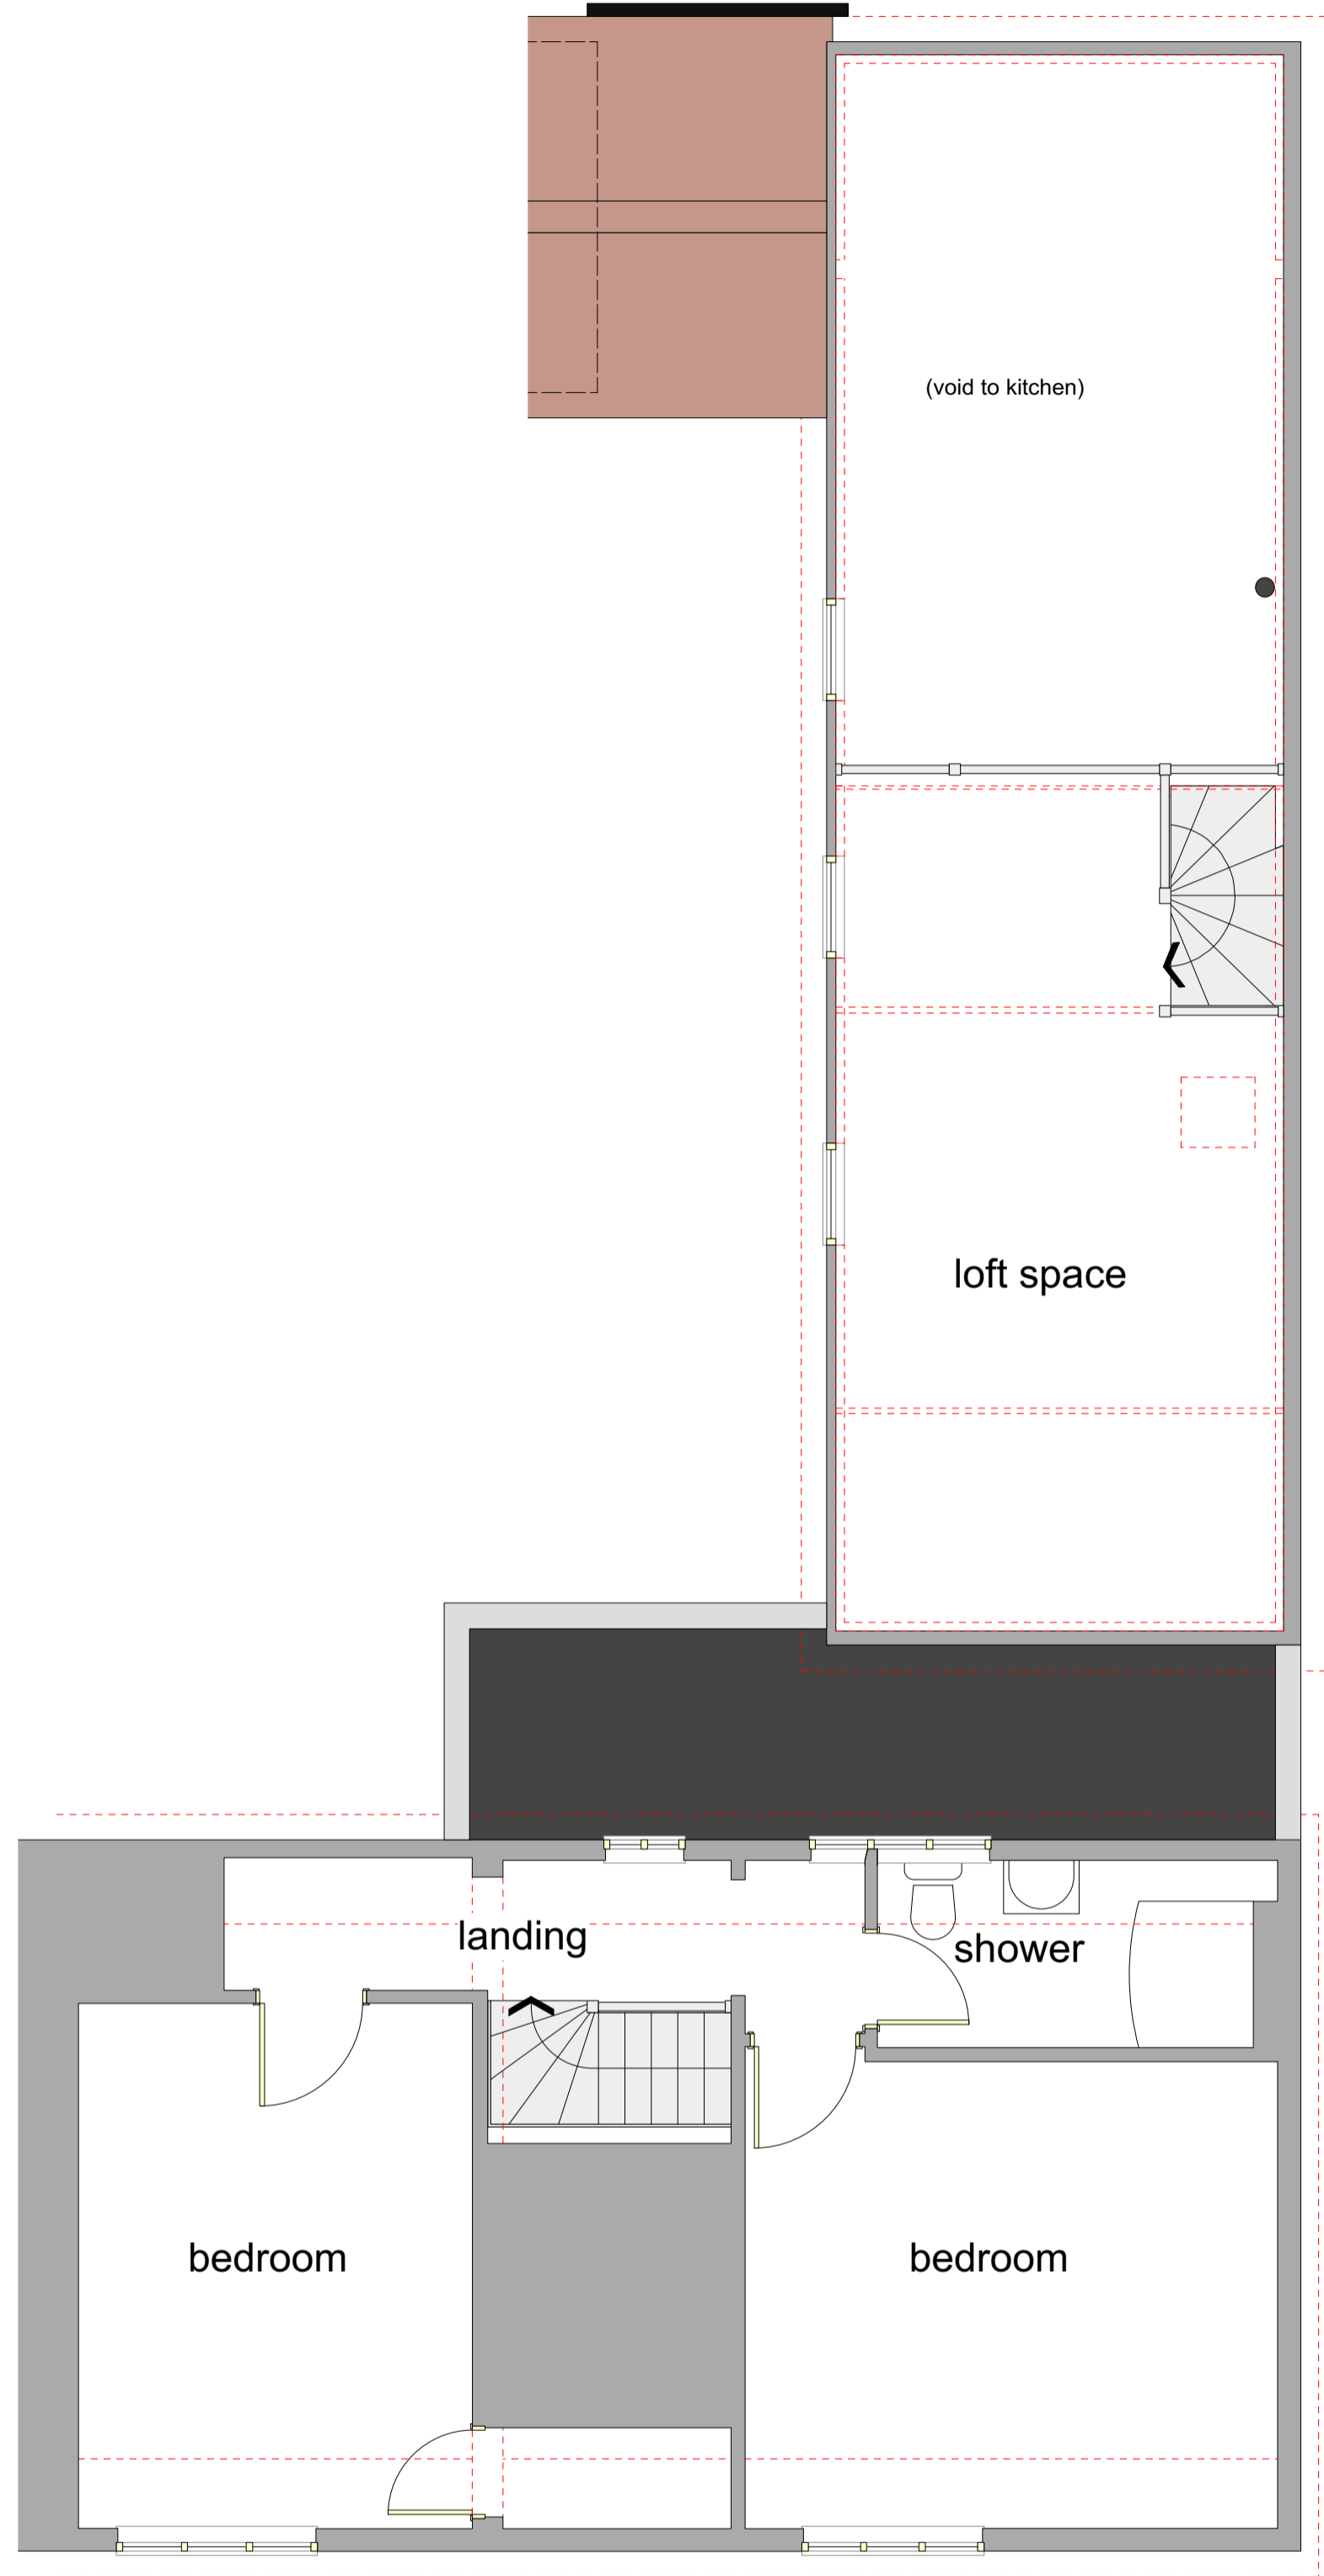 (void to kitchen)
loft space
landing
shower
bedroom
bedroom